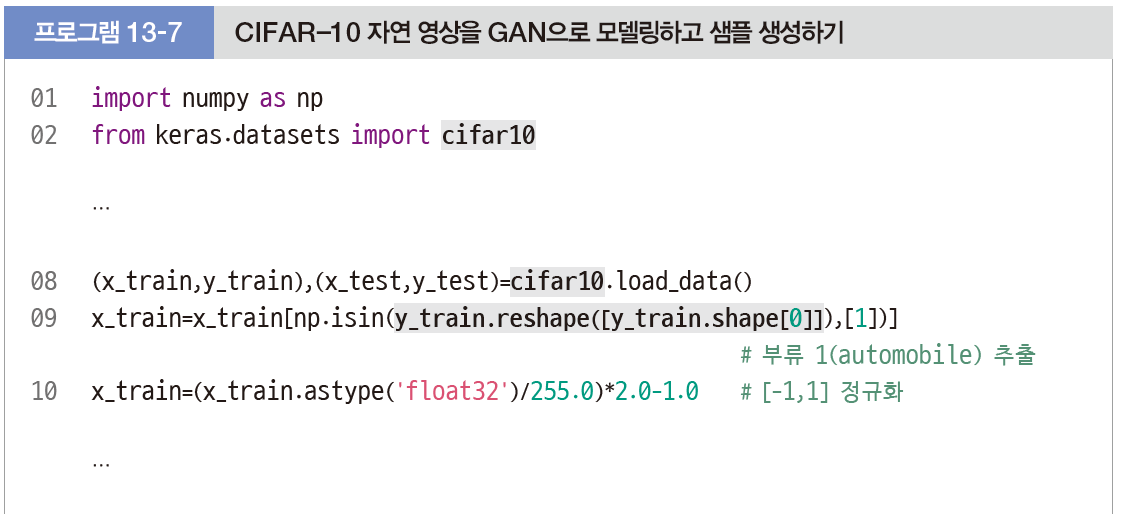 프로그램 13-7 CIFAR-10 자연 영상을 GAN으로 모델링하고 샘플 생성하기
01 import numpy as np
02 from keras.datasets import cifar10
...
08 (x_train,y_train),(x_test,y_test)=cifar10.load_data()
09 x_train=x_train[np.isin(y_train.reshape([y_train.shape[0]]),[1])]
# 부류 1(automobile) 추출
10 x_train=(x_train.astype('float32')/255.0)*2.0-1.0 # [-1,1] 정규화
...